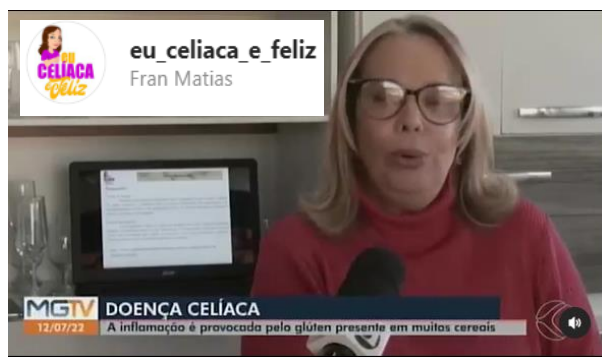 EU
CELÍACA
Feliz
eu_celiaca_e_feliz
Fran Matias
MGTV
12/07/22
DOENÇA CELÍACA
A inflamação é provocada pelo glúten presente em muitos cereais